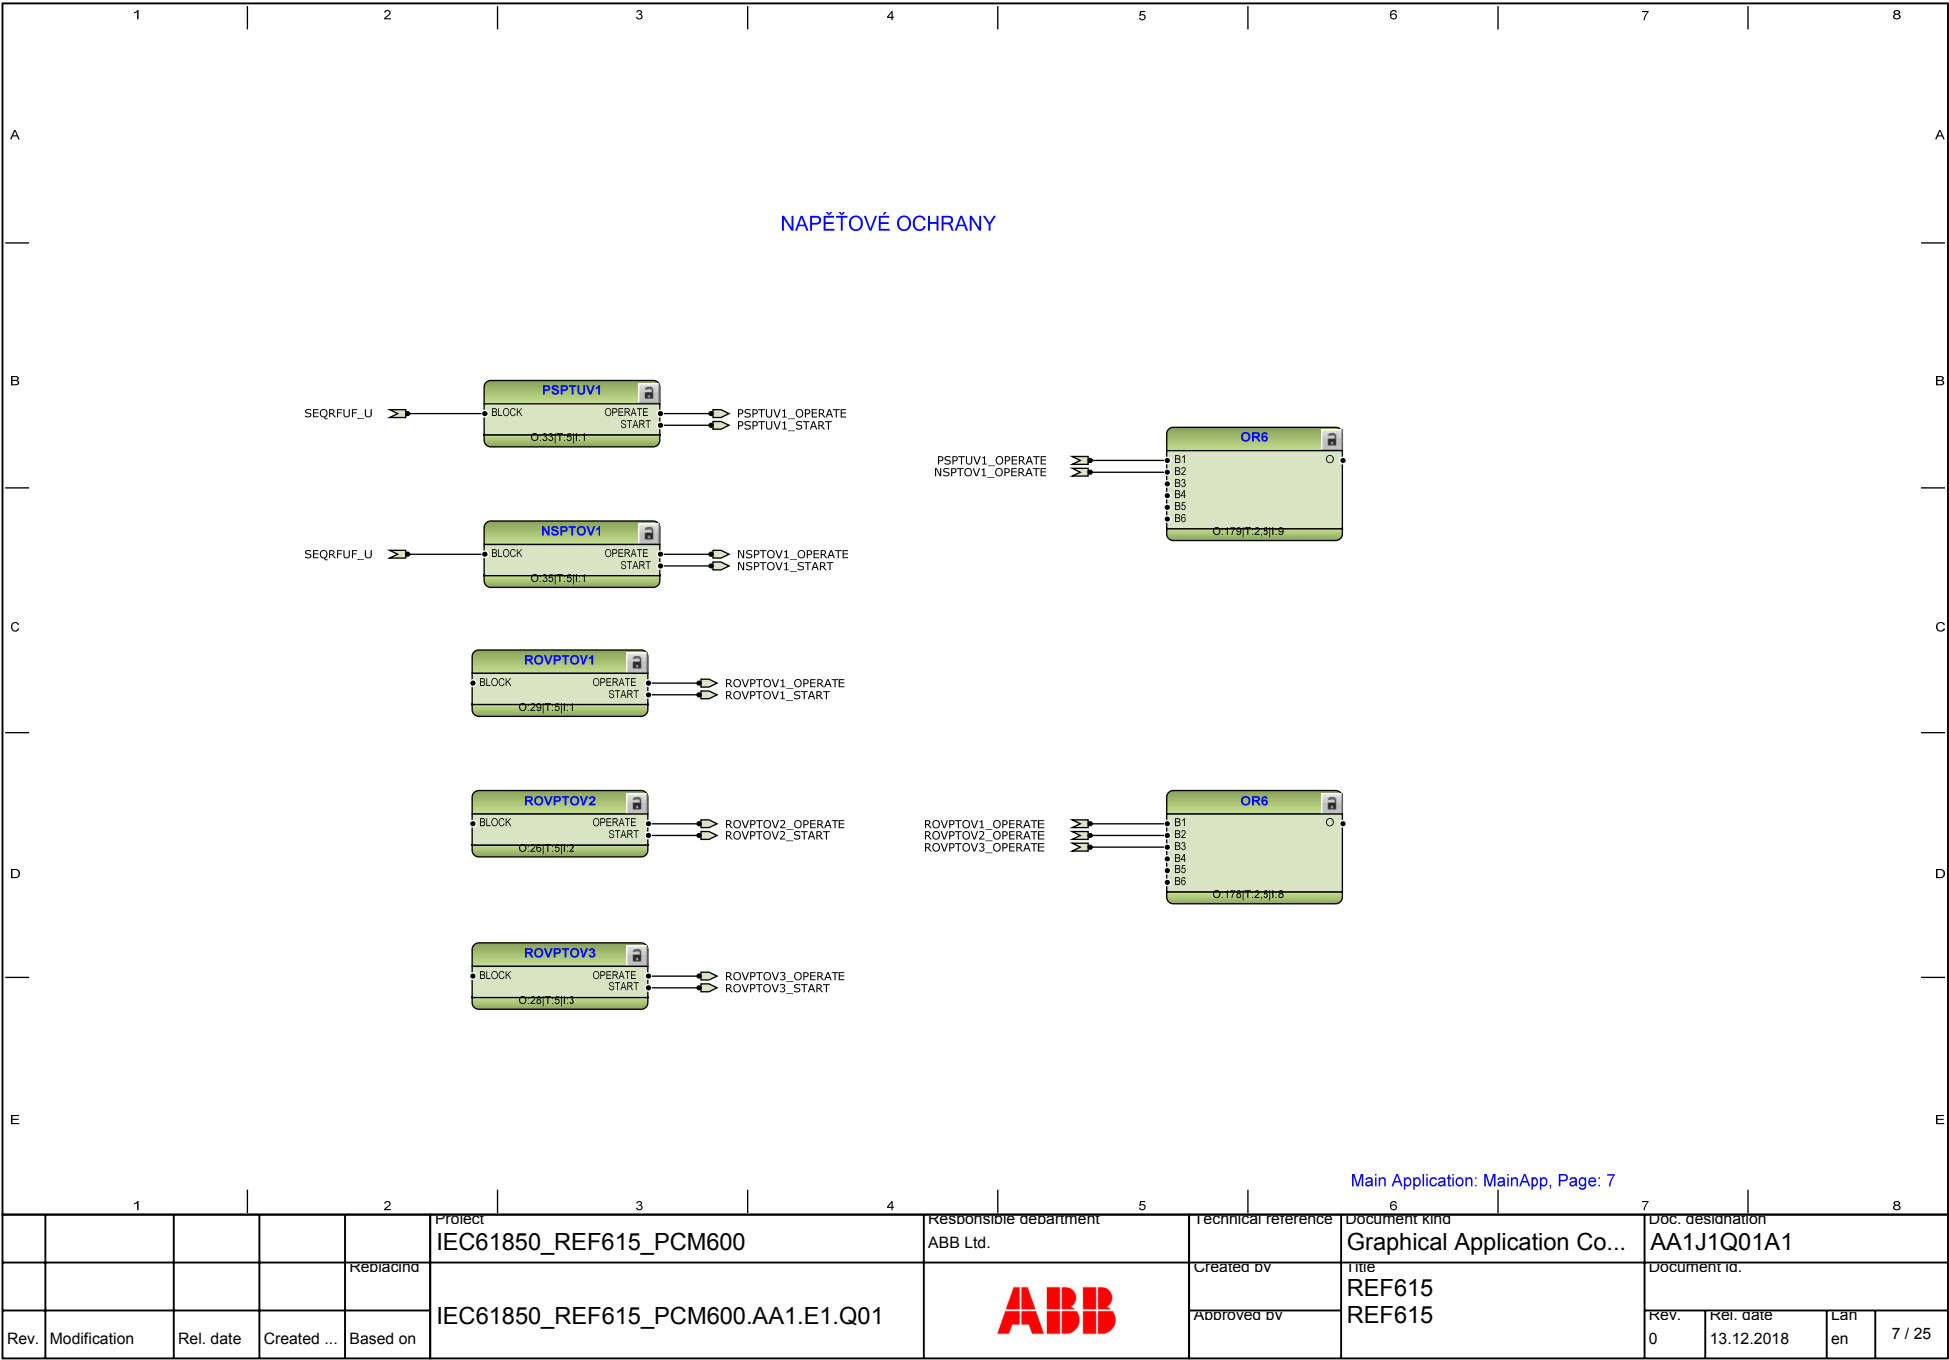 1 2 3 4 5 6 7 8
A A
NAPĚŤOVÉ OCHRANY
B B
PSPTUV1
SEQRFUF_U BLOCK OPERATE PSPTUV1_OPERATE
START PSPTUV1_START
O:33|T:5|I:1
OR6
PSPTUV1_OPERATE B1 O
NSPTOV1_OPERATE B2
B3
B4
B5
B6
O:179|T:2,5|I:9
NSPTOV1
SEQRFUF_U BLOCK OPERATE NSPTOV1_OPERATE
START NSPTOV1_START
O:35|T:5|I:1
C C
ROVPTOV1
BLOCK OPERATE ROVPTOV1_OPERATE
START ROVPTOV1_START
O:29|T:5|I:1
ROVPTOV2
BLOCK OPERATE ROVPTOV2_OPERATE
START ROVPTOV2_START
O:26|T:5|I:2
OR6
ROVPTOV1_OPERATE B1 O
ROVPTOV2_OPERATE B2
ROVPTOV3_OPERATE B3
B4
B5
B6
O:178|T:2,5|I:8
D D
ROVPTOV3
BLOCK OPERATE ROVPTOV3_OPERATE
START ROVPTOV3_START
O:28|T:5|I:3
E E
Main Application: MainApp, Page: 7
1 2 3 4 5 6 7 8
Project Responsible department Technical reference Document kind Doc. designation
IEC61850_REF615_PCM600 ABB Ltd. Graphical Application Co... AA1J1Q01A1
Replacing Created by Title Document id.
REF615
IEC61850_REF615_PCM600.AA1.E1.Q01 ABB Approved by REF615 Rev. Rel. date Lan
Rev. Modification Rel. date Created ... Based on 0 13.12.2018 en 7 / 25